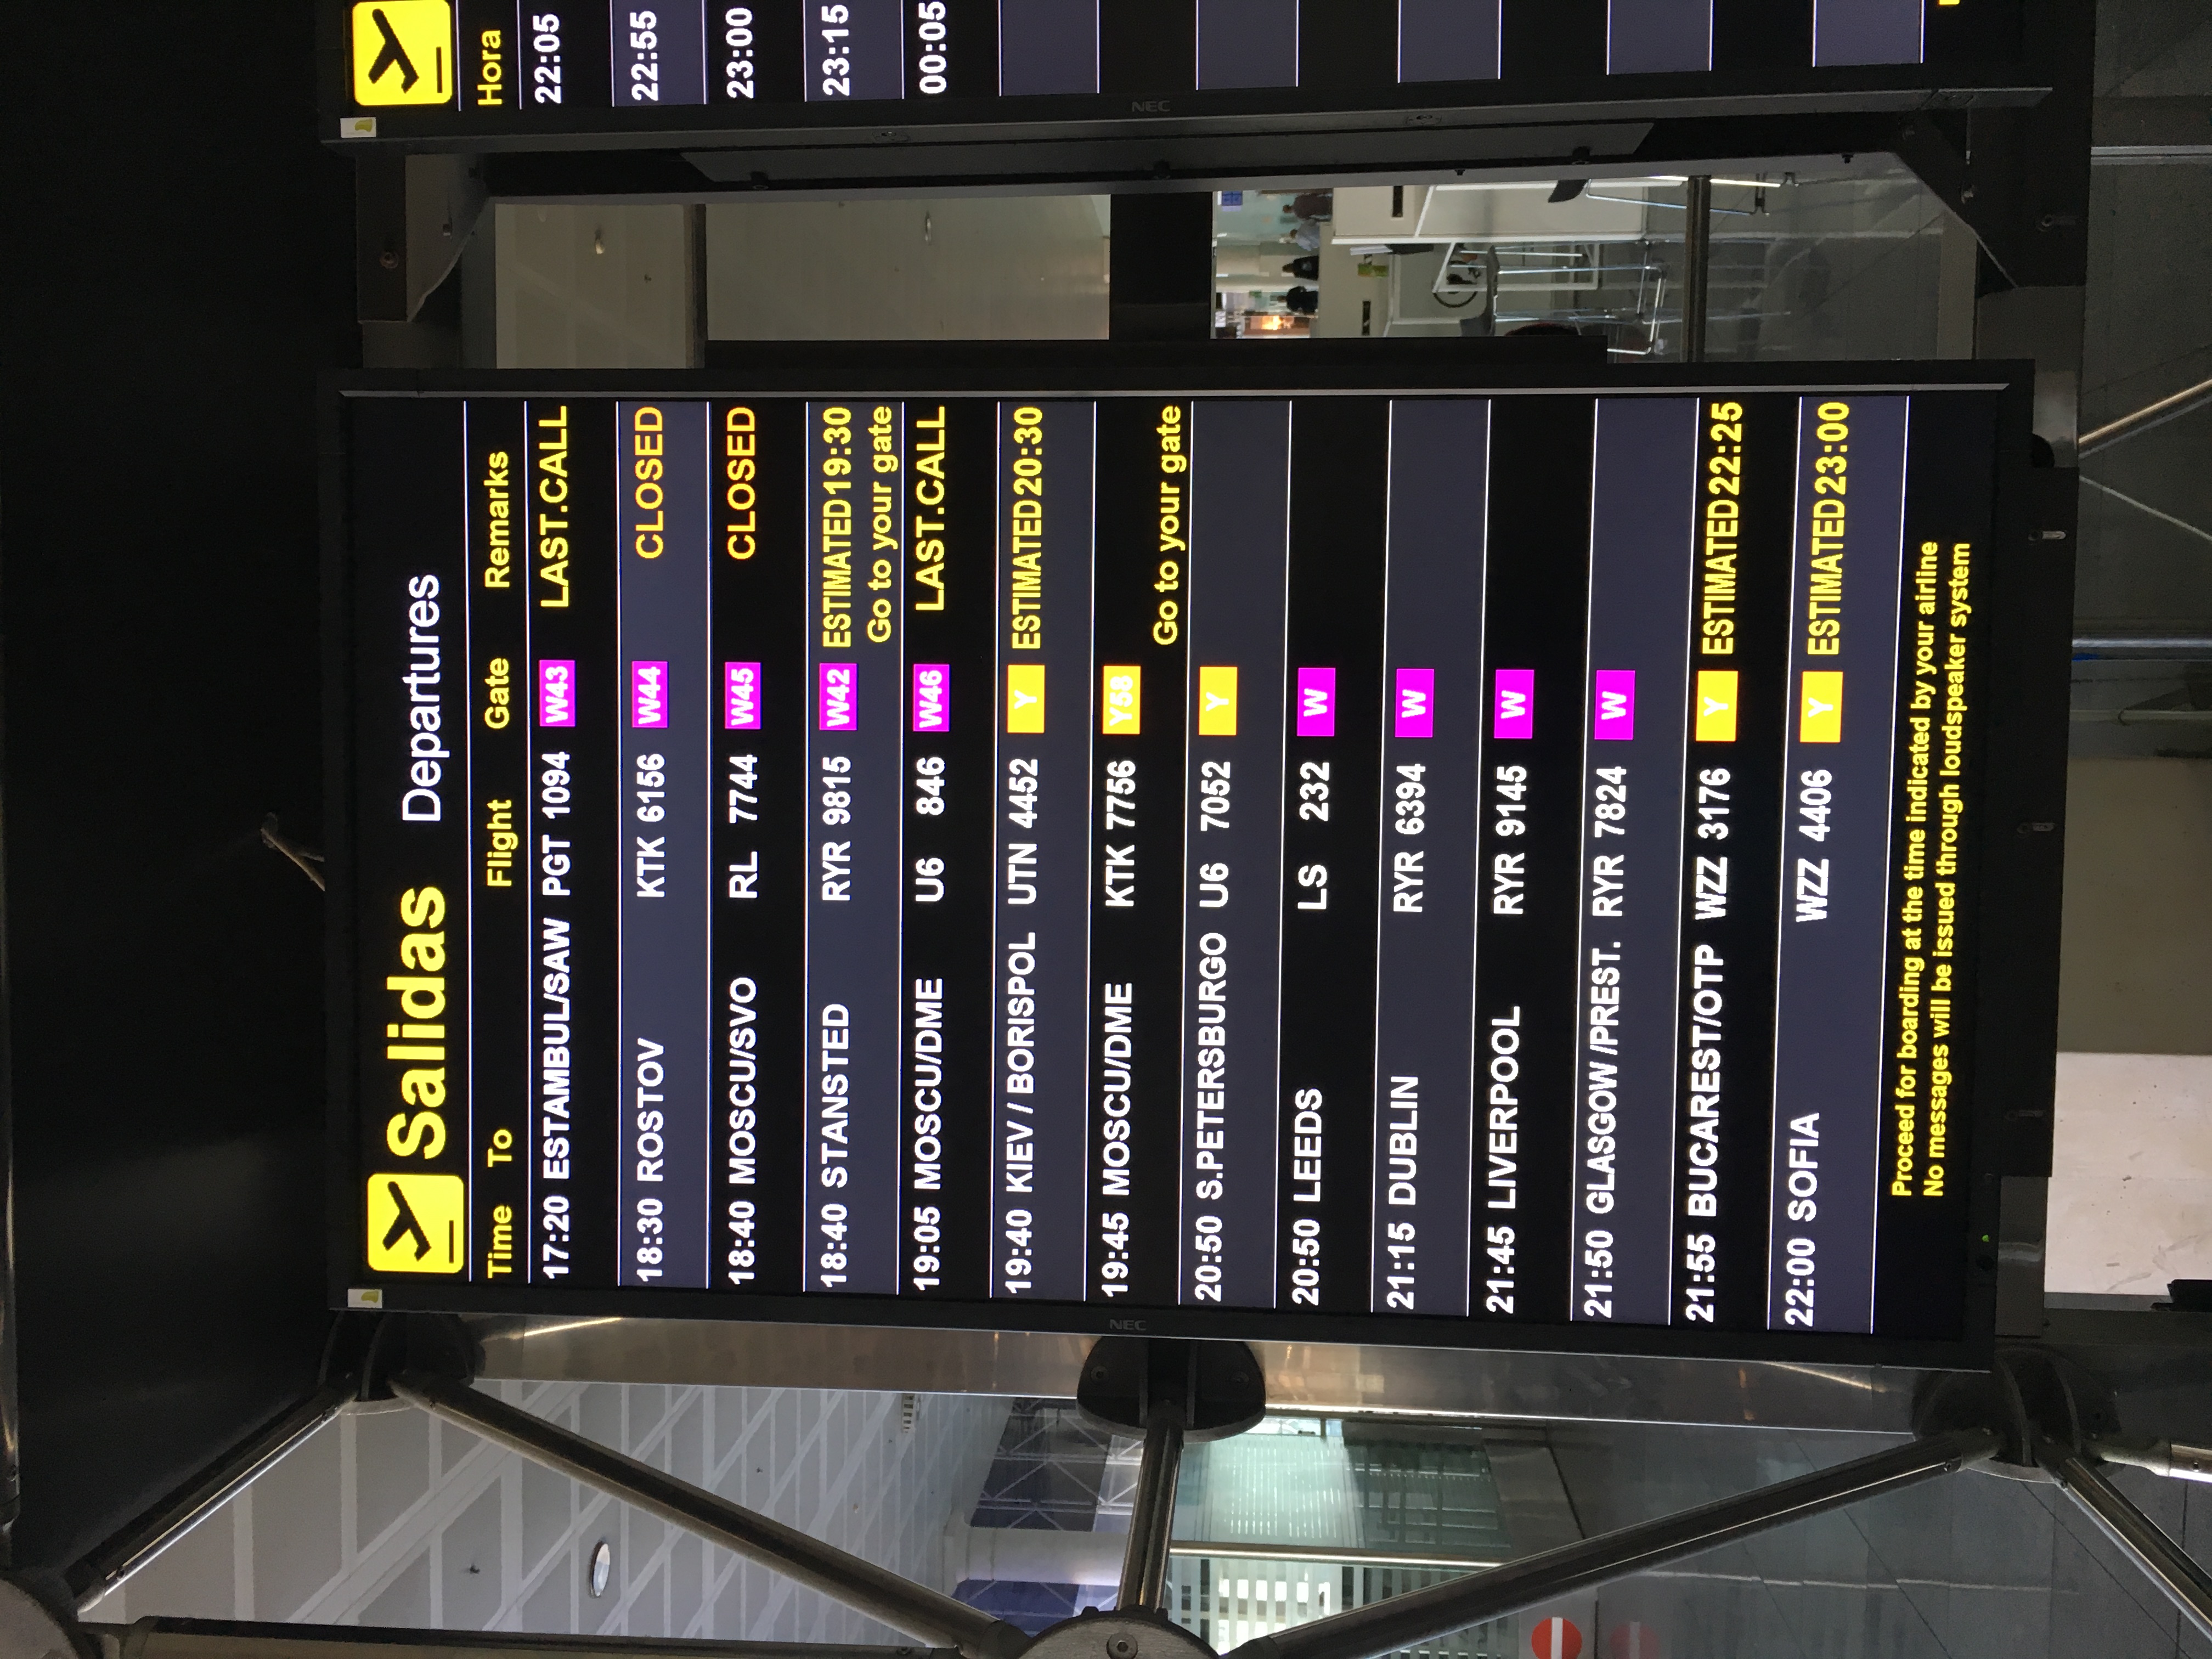 Salidas Departures
Time To Flight Gate Remarks
17:20 ESTAMBUL/SAW PGT 1094 W43 LAST.CALL
18:30 ROSTOV KTK 6156 W44 CLOSED
18:40 MOSCU/SVO RL 7744 W45 CLOSED
18:40 STANSTED RYR 9815 W42 ESTIMATED 19:30
Go to your gate
19:05 MOSCU/DME U6 846 W46 LAST.CALL
19:40 KIEV / BORISPOL UTN 4452 Y ESTIMATED 20:30
19:45 MOSCU/DME KTK 7756 Y58
Go to your gate
20:50 S.PETERSBURGO U6 7052 Y
20:50 LEEDS LS 232 W
21:15 DUBLIN RYR 6394 W
21:45 LIVERPOOL RYR 9145 W
21:50 GLASGOW /PREST. RYR 7824 W
21:55 BUCAREST/OTP WZZ 3176 Y ESTIMATED 22:25
22:00 SOFIA WZZ 4406 Y ESTIMATED 23:00
Proceed for boarding at the time indicated by your airline
No messages will be issued through loudspeaker system
NEC
Hora
22:05
22:55
23:00
23:15
00:05
NEC